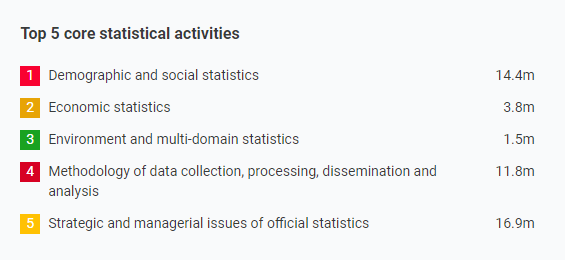 Top 5 core statistical activities
1 Demographic and social statistics 14.4m
2 Economic statistics 3.8m
3 Environment and multi-domain statistics 1.5m
4 Methodology of data collection, processing, dissemination and 11.8m
analysis
5 Strategic and managerial issues of official statistics 16.9m